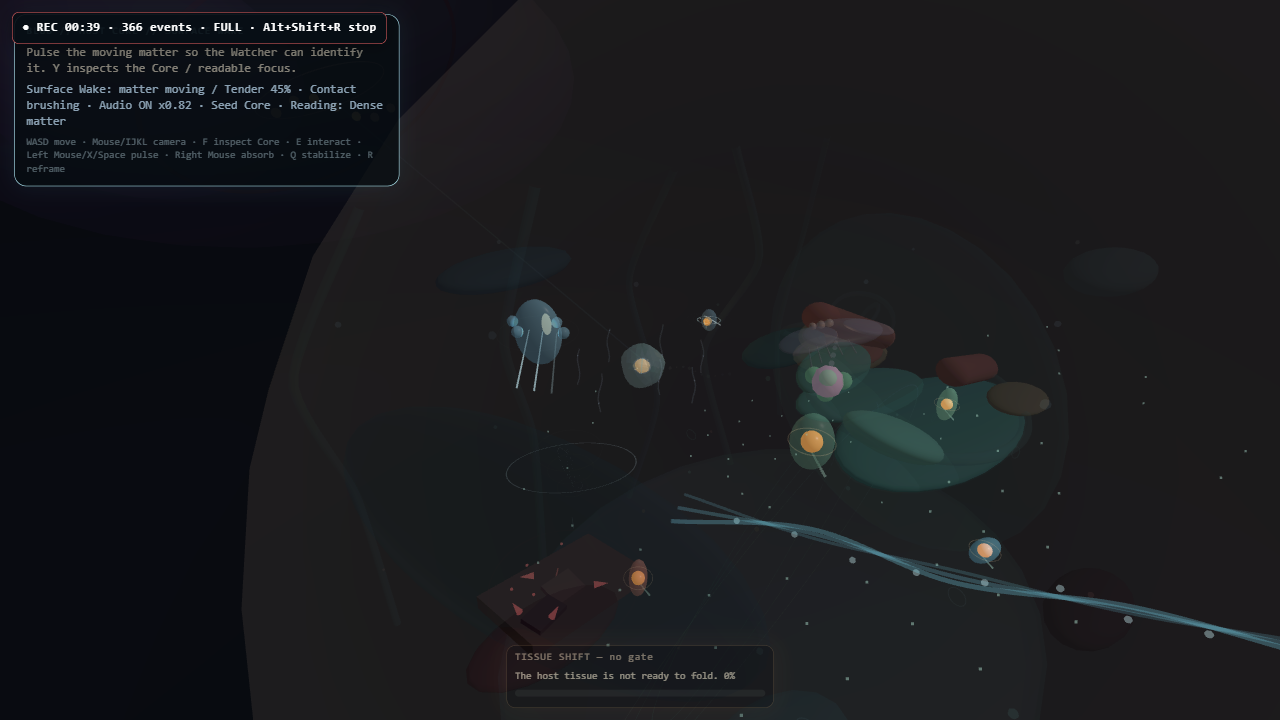 ● REC 00:39 · 366 events · FULL · Alt+Shift+R stop
Pulse the moving matter so the Watcher can identify
it. Y inspects the Core / readable focus.
Surface Wake: matter moving / Tender 45% · Contact
brushing · Audio ON x0.82 · Seed Core · Reading: Dense
matter
WASD move · Mouse/IJKL camera · F inspect Core · E interact ·
Left Mouse/X/Space pulse · Right Mouse absorb · Q stabilize · R
reframe
TISSUE SHIFT — no gate
The host tissue is not ready to fold. 0%